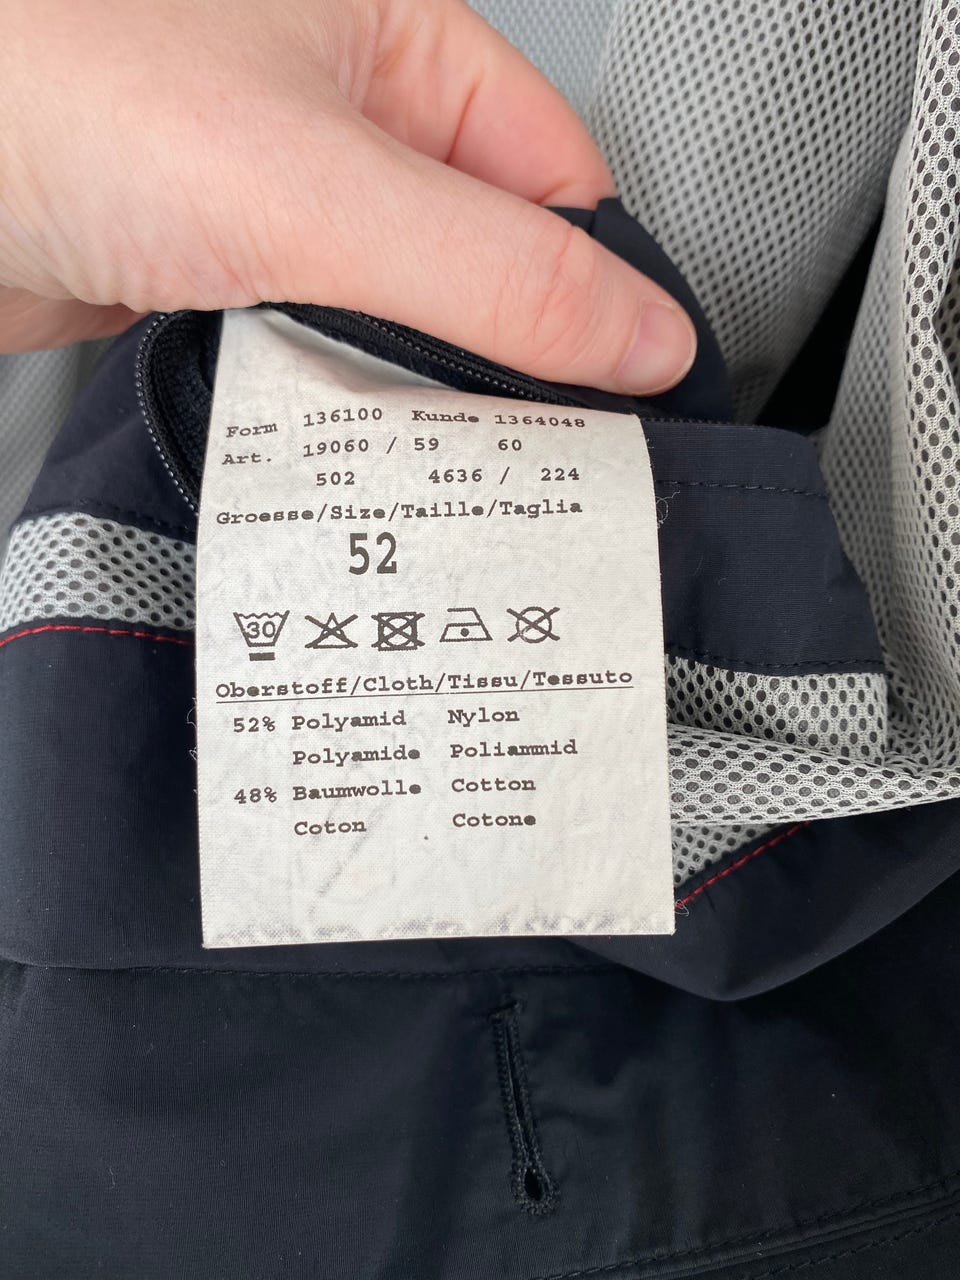 Form 136100 Kunde 1364048
Art. 19060 / 59 60
502 4636 / 224
Groesse/Size/Taille/Taglia
52
30
Oberstoff/Cloth/Tissu/Tessuto
52% Polyamid Nylon
Polyamide Poliammid
48% Baumwolle Cotton
Coton Cotone